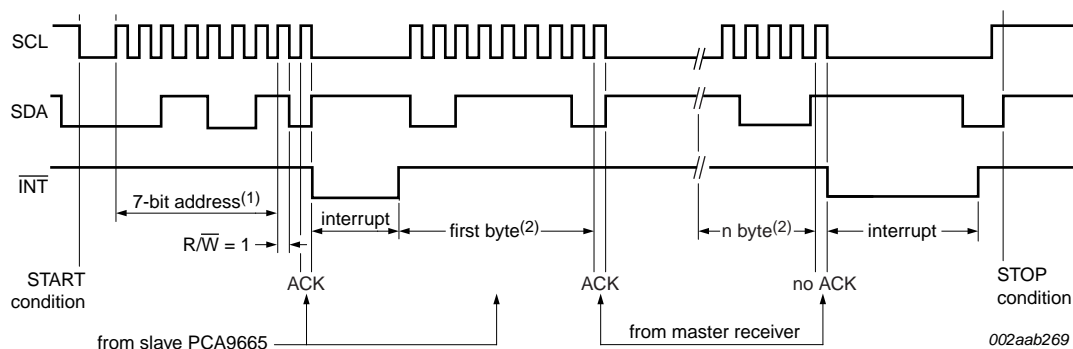 SCL
SDA
INT
7-bit address(1)
R/W = 1
interrupt
first byte(2)
n byte(2)
interrupt
START
condition
ACK
ACK
no ACK
STOP
condition
from slave PCA9665
from master receiver
002aab269